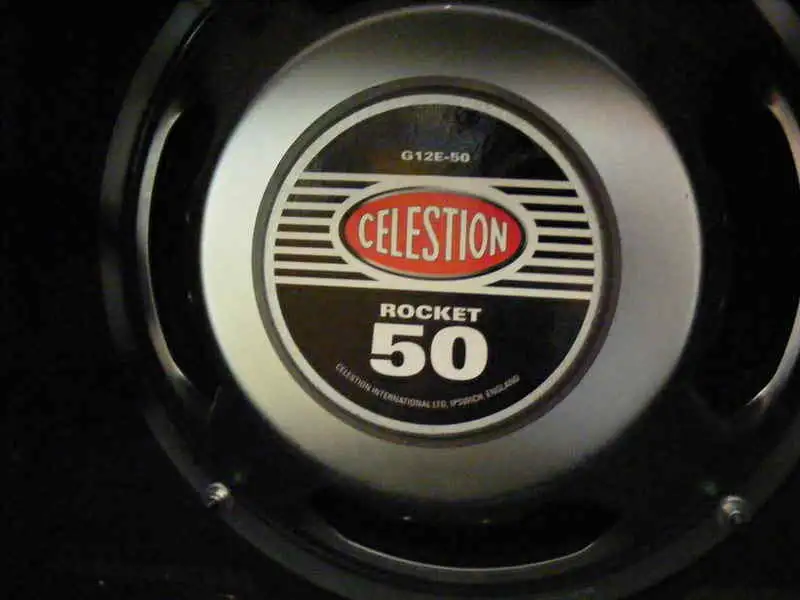 G12E-50
CELESTION
ROCKET
50
CELESTION INTERNATIONAL LTD, IPSWICH, ENGLAND